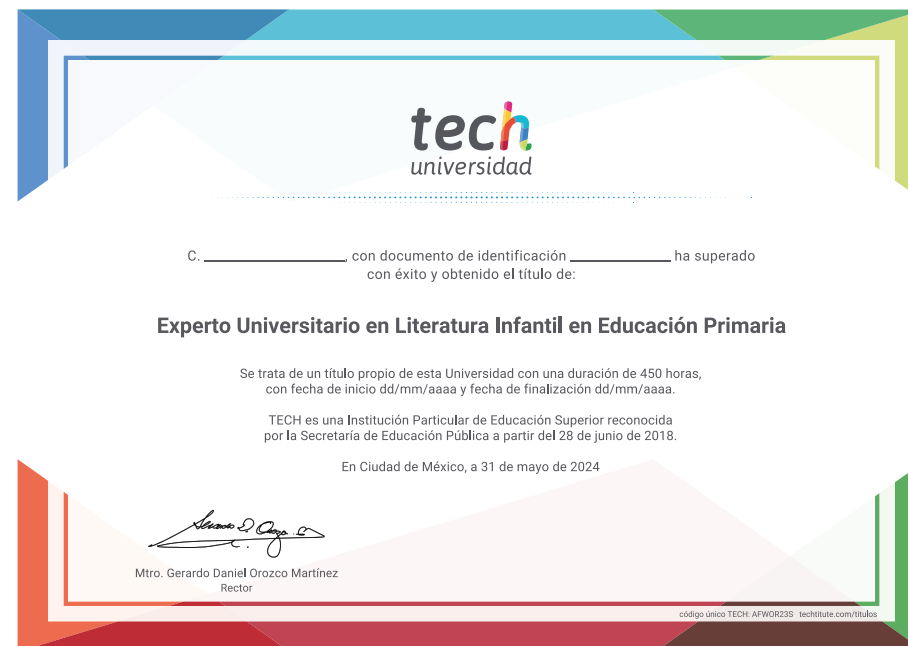 tech
universidad
C. ____________, con documento de identificación ____________ ha superado
con éxito y obtenido el título de:
Experto Universitario en Literatura Infantil en Educación Primaria
Se trata de un título propio de esta Universidad con una duración de 450 horas,
con fecha de inicio dd/mm/aaaa y fecha de finalización dd/mm/aaaa.
TECH es una Institución Particular de Educación Superior reconocida
por la Secretaría de Educación Pública a partir del 28 de junio de 2018.
En Ciudad de México, a 31 de mayo de 2024
Mtro. Gerardo Daniel Orozco Martínez
Rector
código único TECH: AFWOR23S techtitute.com/titulos